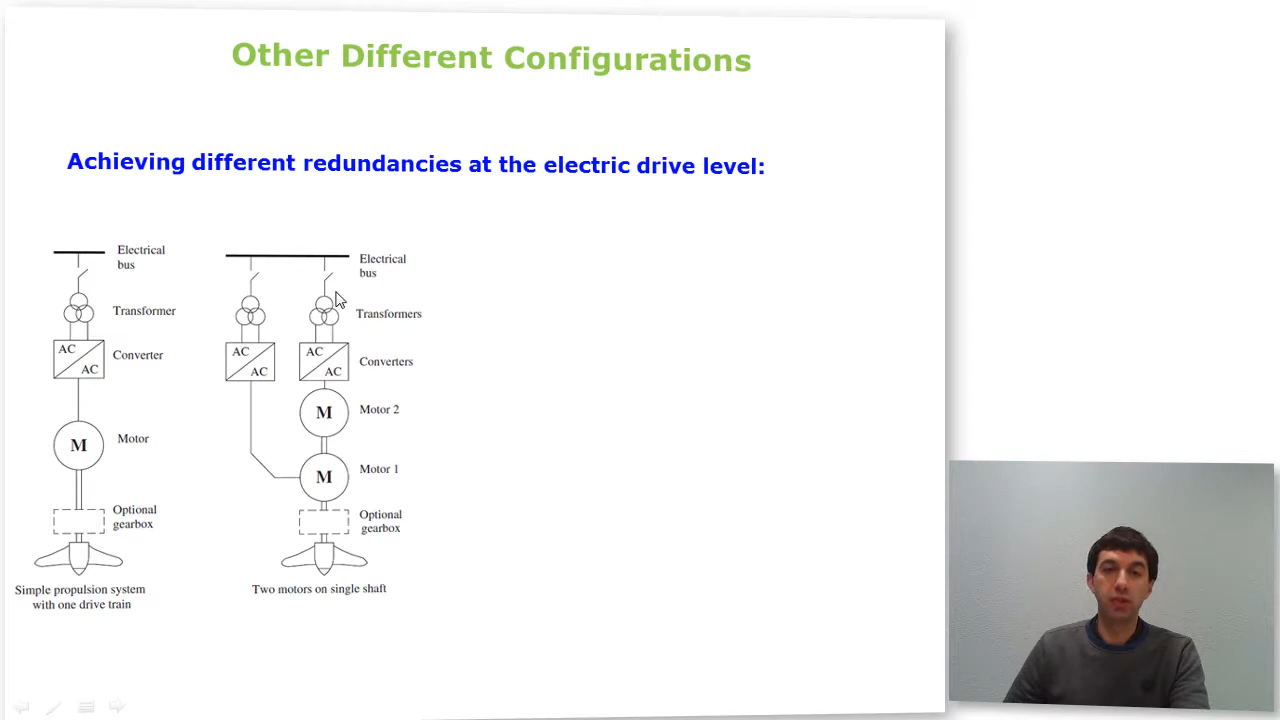 Other Different Configurations
Achieving different redundancies at the electric drive level:
Electrical
bus
Transformer
AC
AC
Converter
M
Motor
Optional
gearbox
Simple propulsion system
with one drive train
Electrical
bus
Transformers
AC
AC
AC
AC
Converters
M
Motor 2
M
Motor 1
Optional
gearbox
Two motors on single shaft